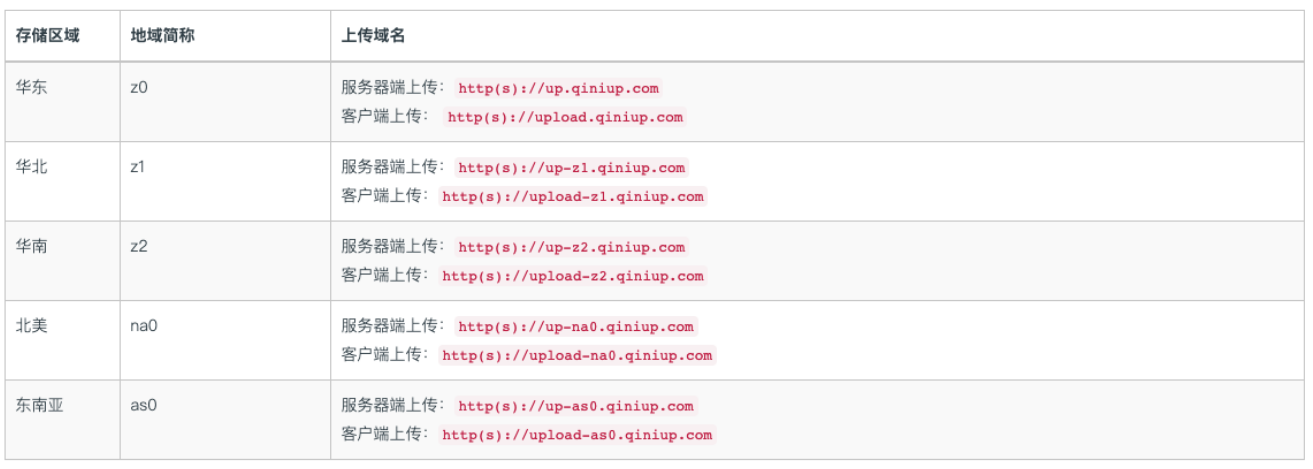 存储区域 地域简称 上传域名
华东 z0 服务器端上传： http(s)://up.qiniup.com
客户端上传： http(s)://upload.qiniup.com
华北 z1 服务器端上传： http(s)://up-z1.qiniup.com
客户端上传： http(s)://upload-z1.qiniup.com
华南 z2 服务器端上传： http(s)://up-z2.qiniup.com
客户端上传： http(s)://upload-z2.qiniup.com
北美 na0 服务器端上传： http(s)://up-na0.qiniup.com
客户端上传： http(s)://upload-na0.qiniup.com
东南亚 as0 服务器端上传： http(s)://up-as0.qiniup.com
客户端上传： http(s)://upload-as0.qiniup.com